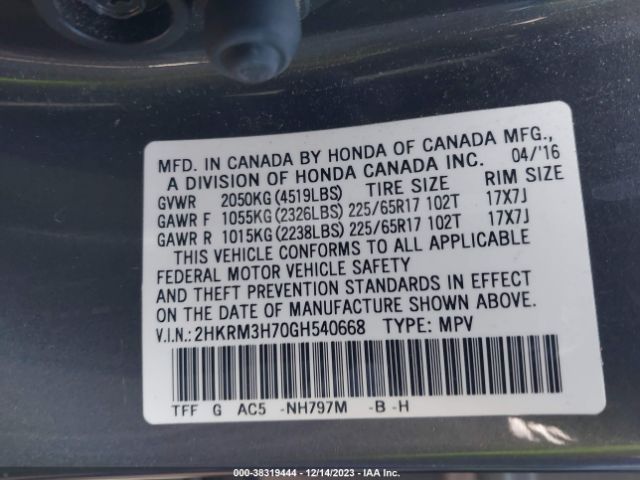 MFD. IN CANADA BY HONDA OF CANADA MFG.,
A DIVISION OF HONDA CANADA INC. 04/'16
GVWR 2050KG (4519LBS) TIRE SIZE RIM SIZE
GAWR F 1055KG (2326LBS) 225/65R17 102T 17X7J
GAWR R 1015KG (2238LBS) 225/65R17 102T 17X7J
THIS VEHICLE CONFORMS TO ALL APPLICABLE
FEDERAL MOTOR VEHICLE SAFETY
AND THEFT PREVENTION STANDARDS IN EFFECT
ON THE DATE OF MANUFACTURE SHOWN ABOVE.
V.I.N.: 2HKRM3H70GH540668 TYPE: MPV
TFF G AC5 -NH797M -B -H
000-38319444 - 12/14/2023 - IAA Inc.